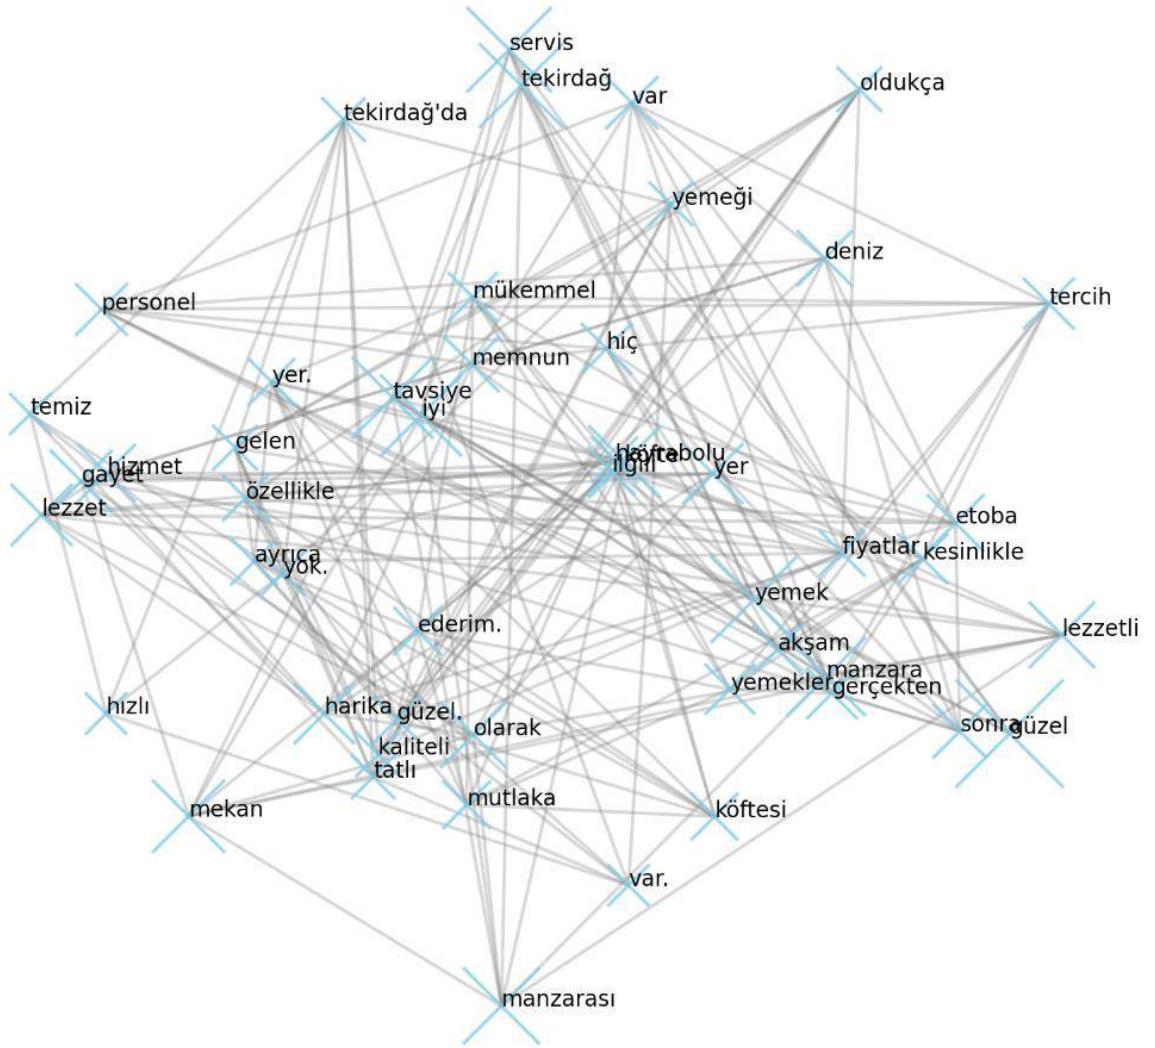 servis
tekirdağ
oldukça
var
tekirdağ'da
yemeği
deniz
mükemmel
tercih
personel
hiç
memnun
yer.
tavsiye
temiz
iyi
gelen
hayrabolu
köfte
ilgili
hizmet
yer
gayet
özellikle
lezzet
etoba
fiyatlar
kesinlikle
ayrıca
yok.
yemek
ederim.
lezzetli
akşam
manzara
yemekler
gerçekten
harika
güzel.
olarak
sonra
güzel
hızlı
kaliteli
tatlı
mutlaka
mekan
köftesi
var.
manzarası